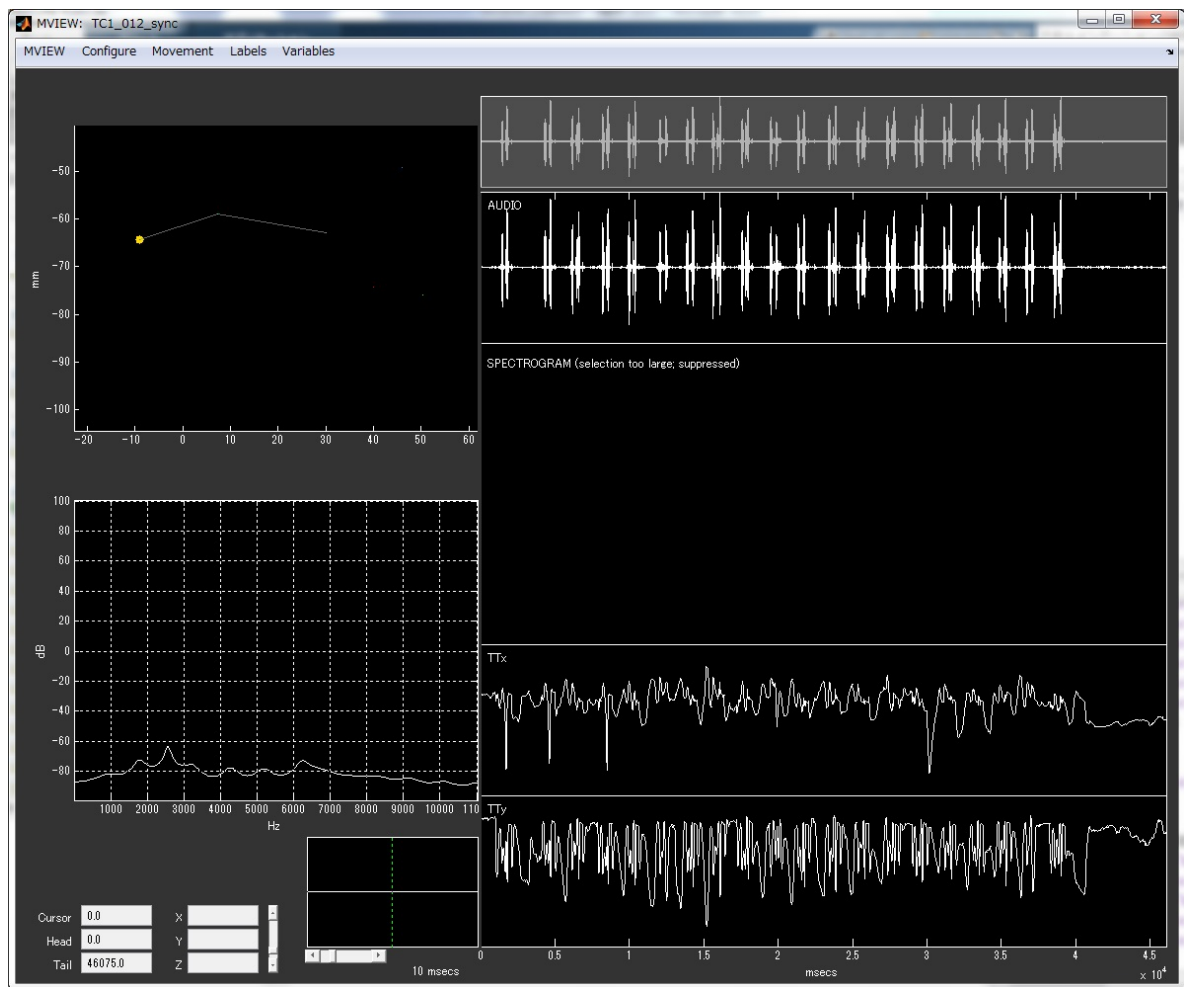 MVIEW: TC1_012_sync
MVIEW Configure Movement Labels Variables
-50
-60
-70
-80
-90
-100
mm
-20 -10 0 10 20 30 40 50 60
AUDIO
SPECTROGRAM (selection too large; suppressed)
100
80
60
40
20
0
-20
-40
-60
-80
dB
1000 2000 3000 4000 5000 6000 7000 8000 9000 10000 110
Hz
TTx
TTy
Cursor 0.0 X
Head 0.0 Y
Tail 46075.0 Z
10 msecs
0 0.5 1 1.5 2 2.5 3 3.5 4 4.5
msecs
x 10⁴